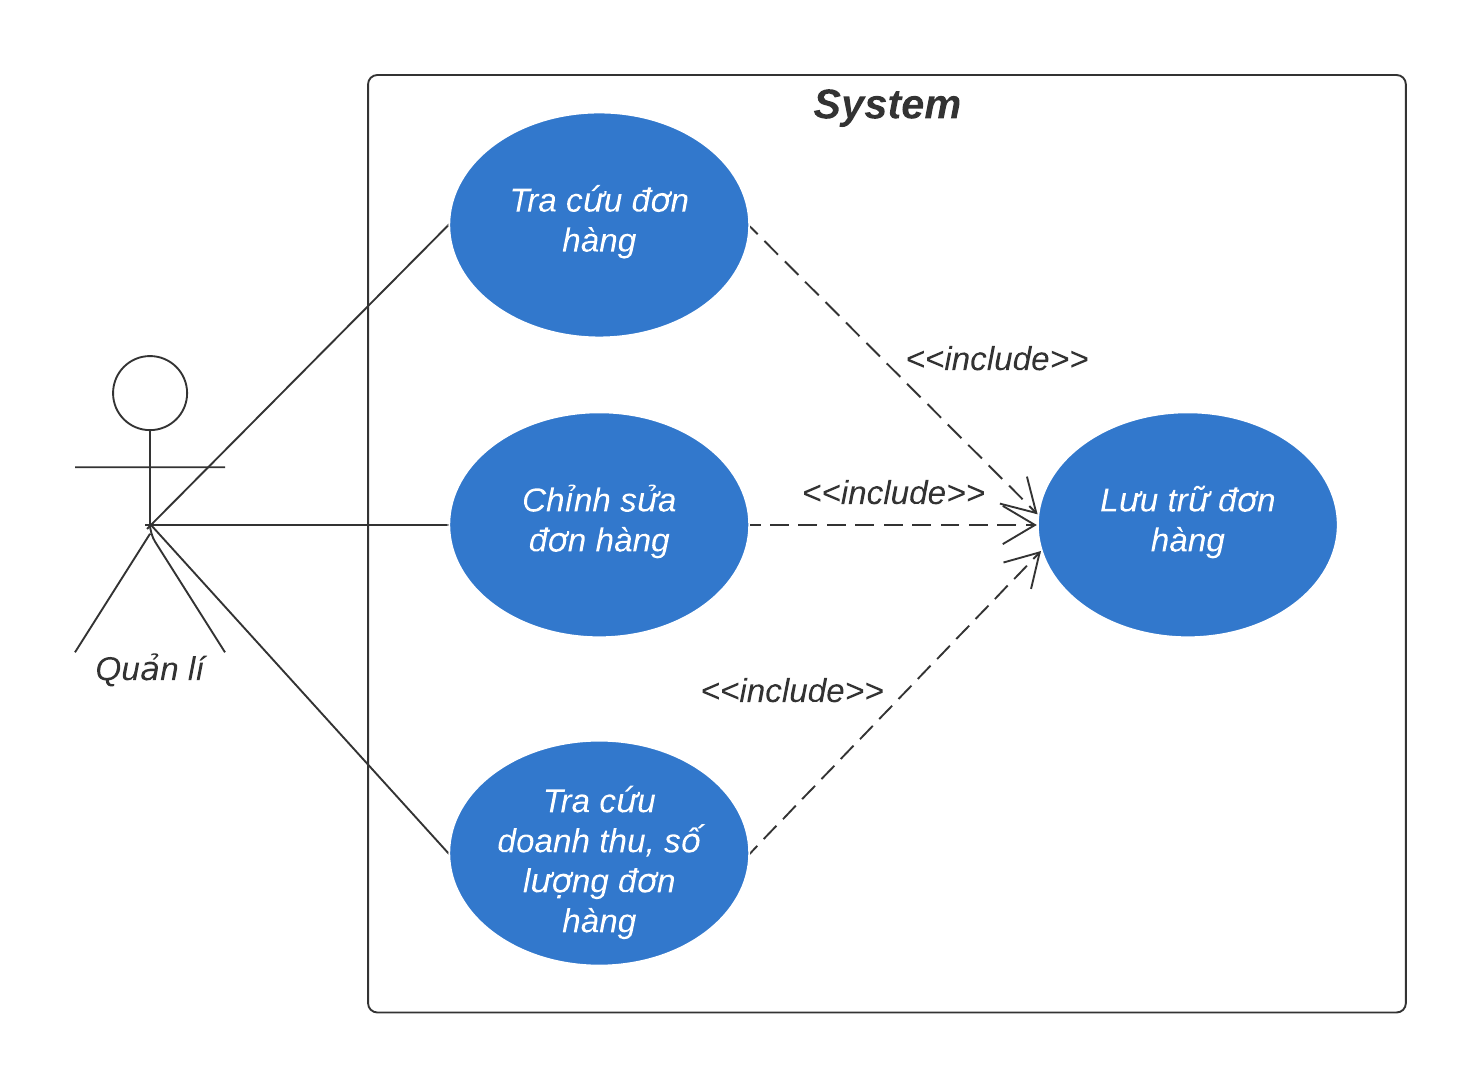 System
Tra cứu đơn
hàng
<<include>>
Chỉnh sửa
đơn hàng
<<include>>
Lưu trữ đơn
hàng
Quản lí
<<include>>
Tra cứu
doanh thu, số
lượng đơn
hàng